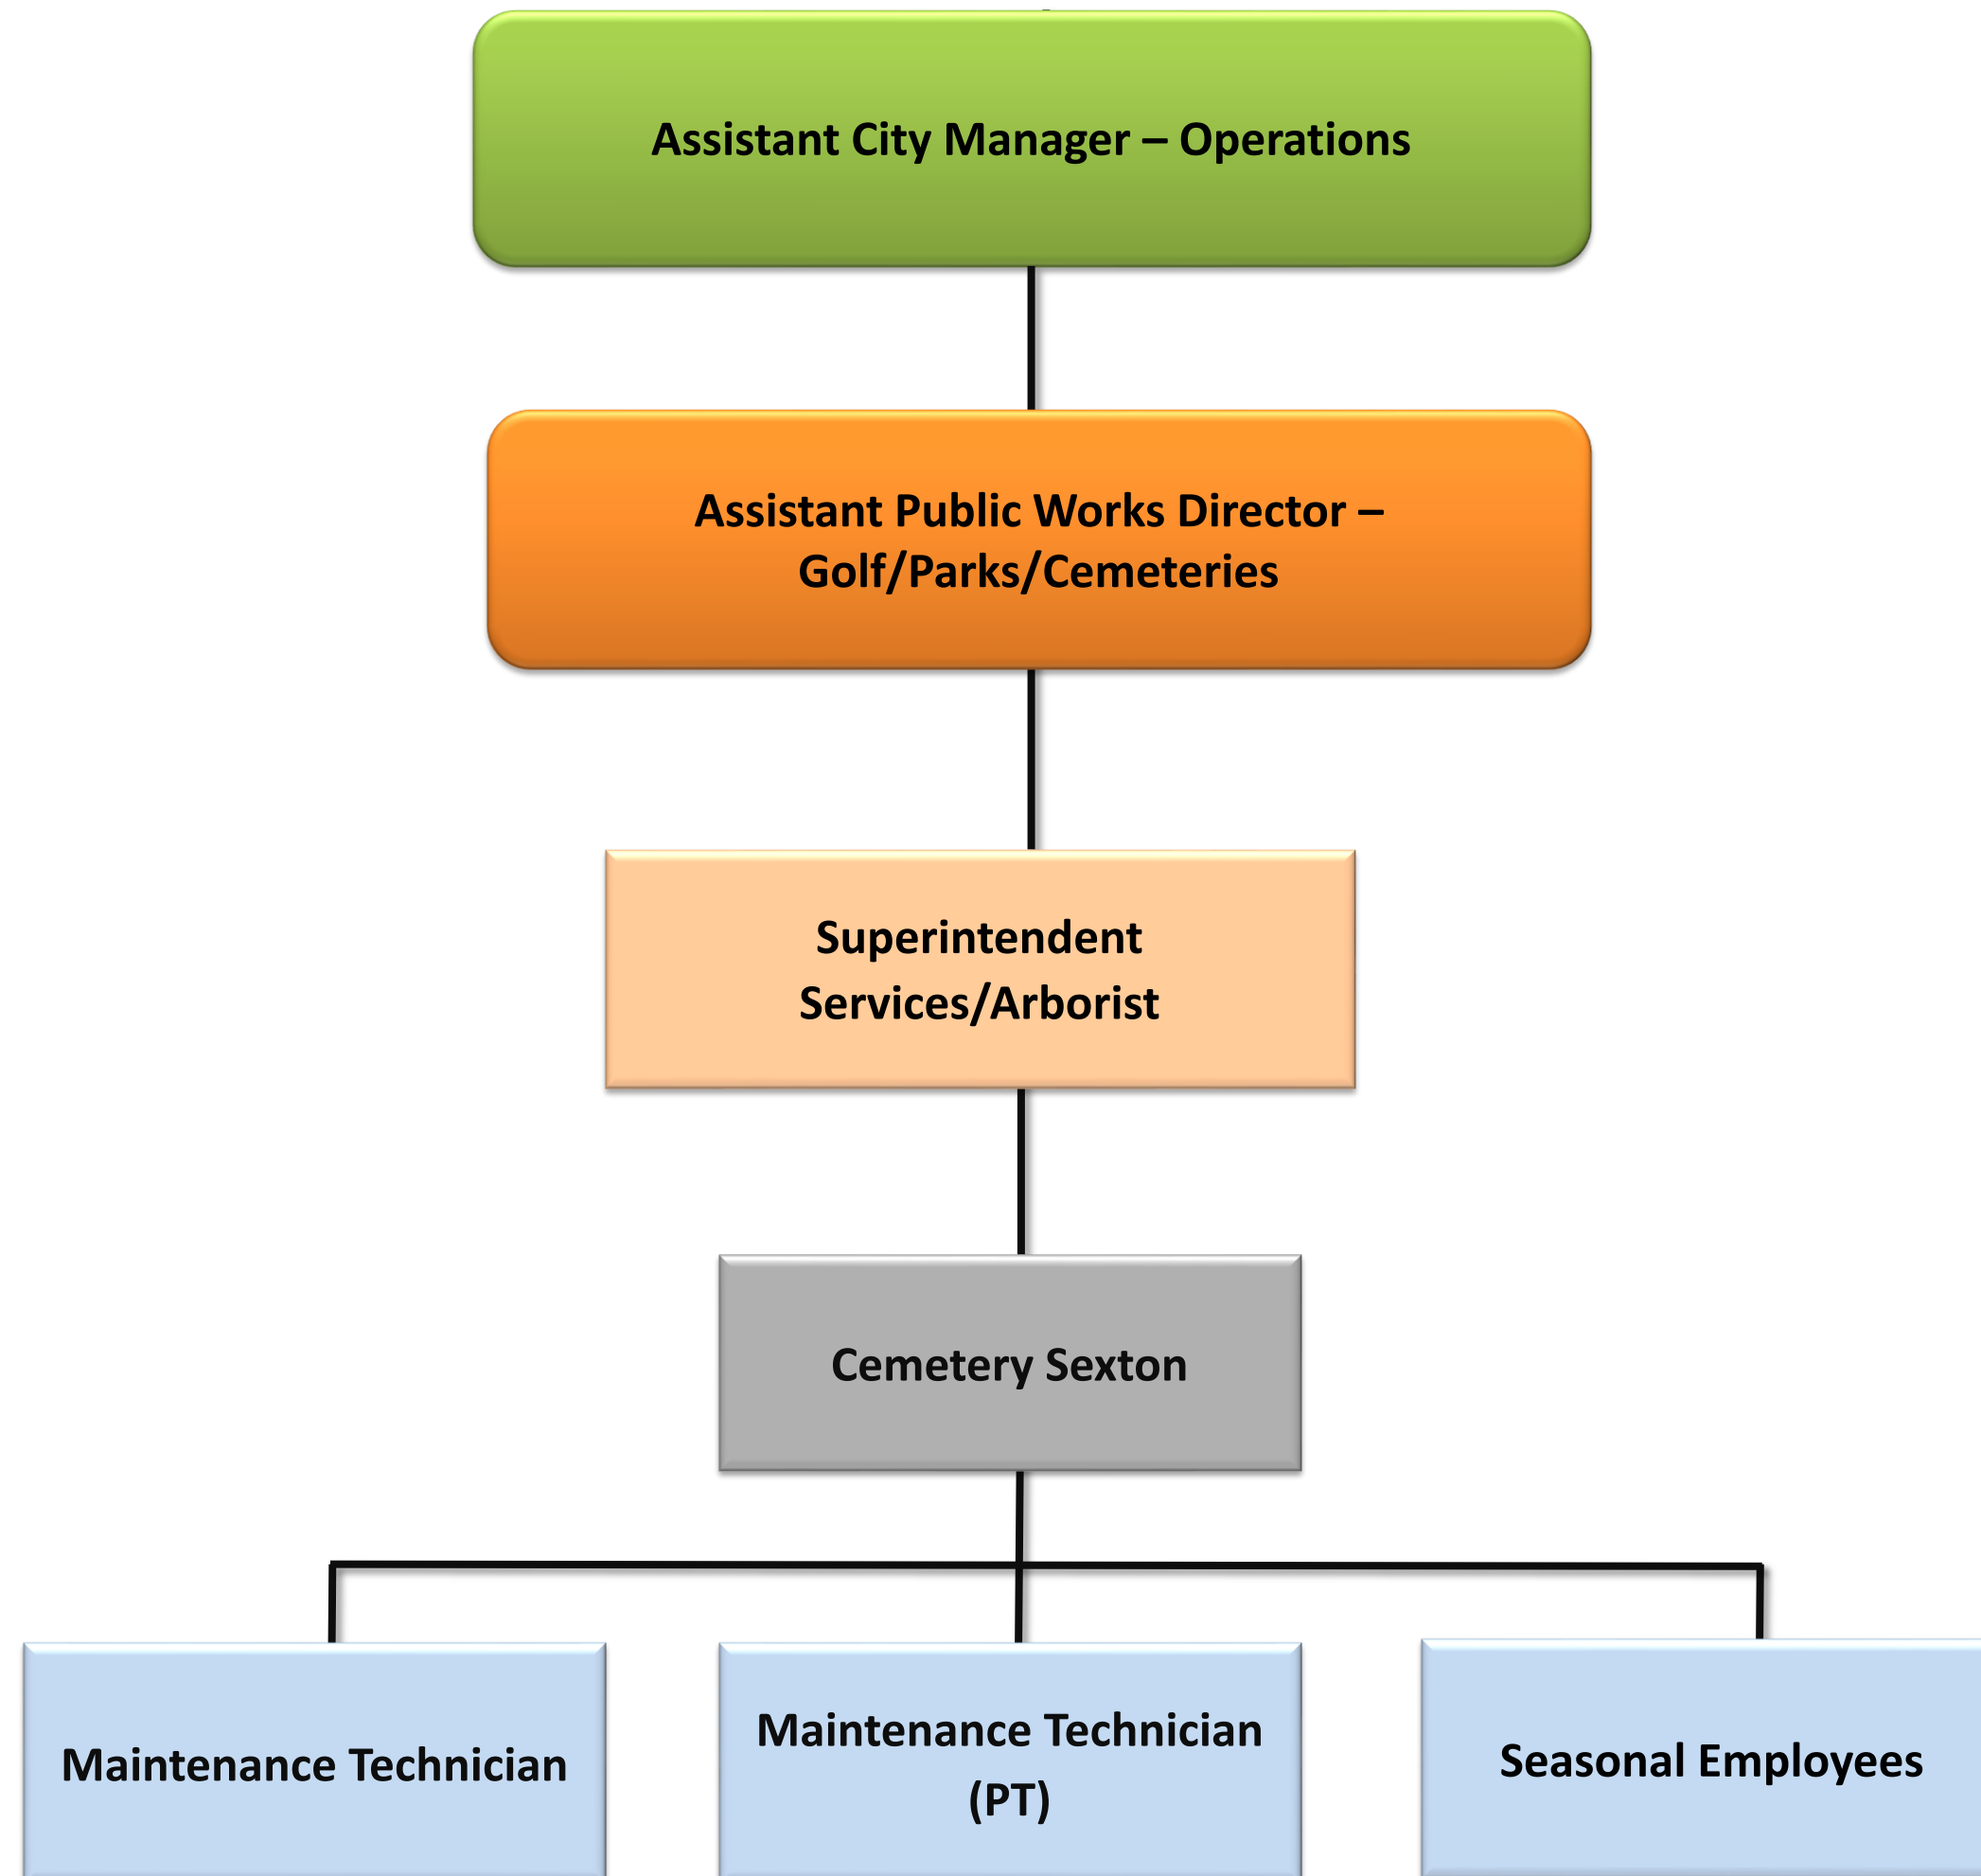 Assistant City Manager – Operations
Assistant Public Works Director –
Golf/Parks/Cemeteries
Superintendent
Services/Arborist
Cemetery Sexton
Maintenance Technician
Maintenance Technician
(PT)
Seasonal Employees